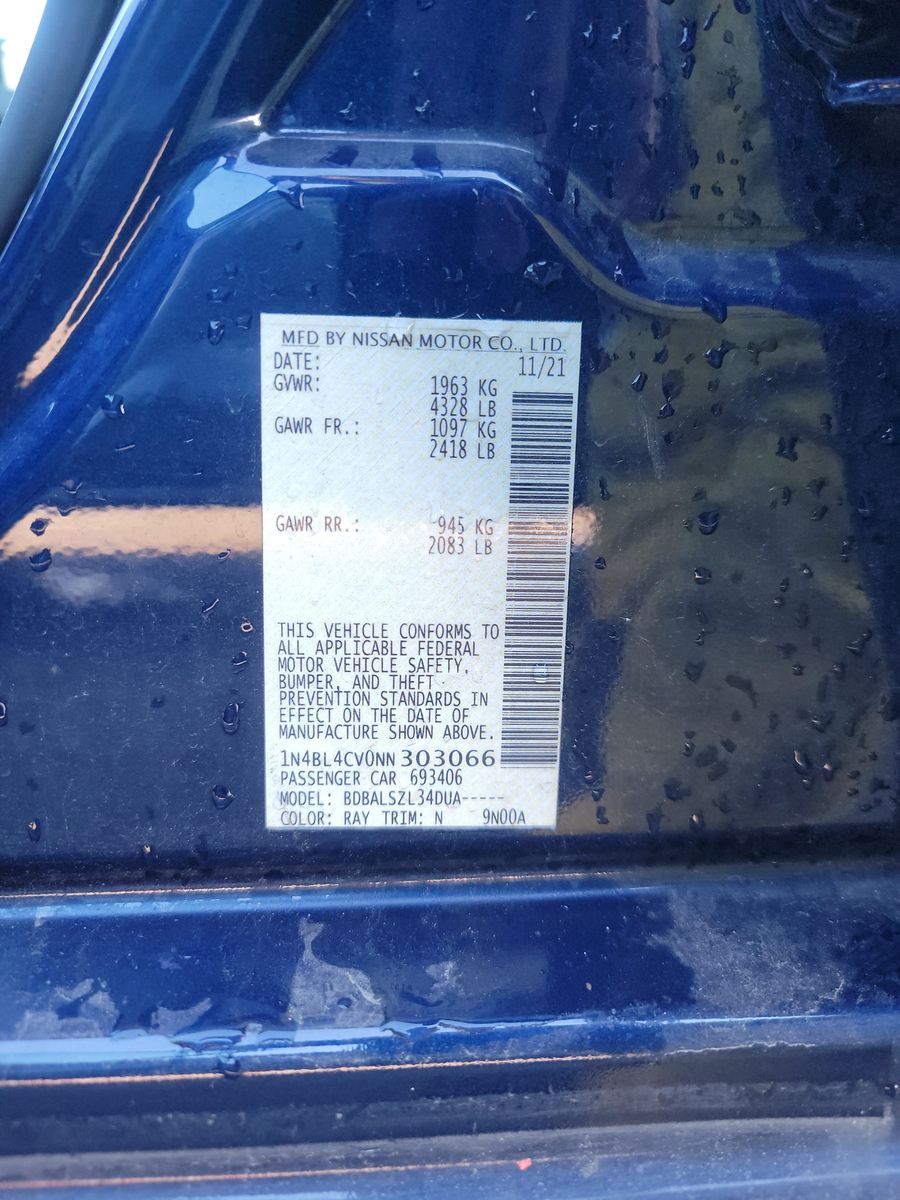 MFD BY NISSAN MOTOR CO., LTD.
DATE: 11/21
GVWR: 1963 KG
4328 LB
GAWR FR.: 1097 KG
2418 LB
GAWR RR.: 945 KG
2083 LB
THIS VEHICLE CONFORMS TO
ALL APPLICABLE FEDERAL
MOTOR VEHICLE SAFETY,
BUMPER, AND THEFT
PREVENTION STANDARDS IN
EFFECT ON THE DATE OF
MANUFACTURE SHOWN ABOVE.
1N4BL4CV0NN303066
PASSENGER CAR 693406
MODEL: BDBALSZL34DUA-----
COLOR: RAY TRIM: N 9N00A